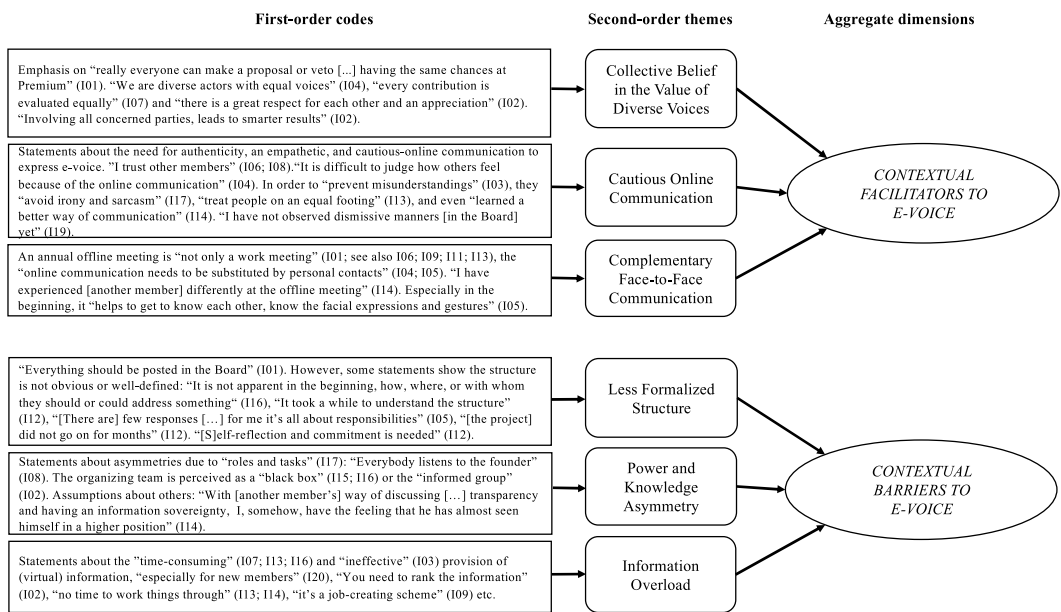 First-order codes
Second-order themes
Aggregate dimensions
Emphasis on “really everyone can make a proposal or veto [...] having the same chances at
Premium” (I01). “We are diverse actors with equal voices” (I04), “every contribution is
evaluated equally” (I07) and “there is a great respect for each other and an appreciation” (I02).
“Involving all concerned parties, leads to smarter results” (I02).
Collective Belief
in the Value of
Diverse Voices
Statements about the need for authenticity, an empathetic, and cautious-online communication to
express e-voice. ”I trust other members” (I06; I08).“It is difficult to judge how others feel
because of the online communication” (I04). In order to “prevent misunderstandings” (I03), they
“avoid irony and sarcasm” (I17), “treat people on an equal footing” (I13), and even “learned a
better way of communication” (I14). “I have not observed dismissive manners [in the Board]
yet” (I19).
Cautious Online
Communication
CONTEXTUAL
FACILITATORS TO
E-VOICE
An annual offline meeting is “not only a work meeting” (I01; see also I06; I09; I11; I13), the
“online communication needs to be substituted by personal contacts” (I04; I05). “I have
experienced [another member] differently at the offline meeting” (I14). Especially in the
beginning, it “helps to get to know each other, know the facial expressions and gestures” (I05).
Complementary
Face-to-Face
Communication
“Everything should be posted in the Board” (I01). However, some statements show the structure
is not obvious or well-defined: “It is not apparent in the beginning, how, where, or with whom
they should or could address something“ (I16), “It took a while to understand the structure”
(I12), “[There are] few responses […] for me it’s all about responsibilities” (I05), “[the project]
did not go on for months” (I12). “[S]elf-reflection and commitment is needed” (I12).
Less Formalized
Structure
Statements about asymmetries due to “roles and tasks” (I17): “Everybody listens to the founder”
(I08). The organizing team is perceived as a “black box” (I15; I16) or the “informed group”
(I02). Assumptions about others: “With [another member’s] way of discussing […] transparency
and having an information sovereignty, I, somehow, have the feeling that he has almost seen
himself in a higher position” (I14).
Power and
Knowledge
Asymmetry
CONTEXTUAL
BARRIERS TO
E-VOICE
Statements about the ”time-consuming” (I07; I13; I16) and “ineffective” (I03) provision of
(virtual) information, “especially for new members” (I20), “You need to rank the information”
(I02), “no time to work things through” (I13; I14), “it’s a job-creating scheme” (I09) etc.
Information
Overload